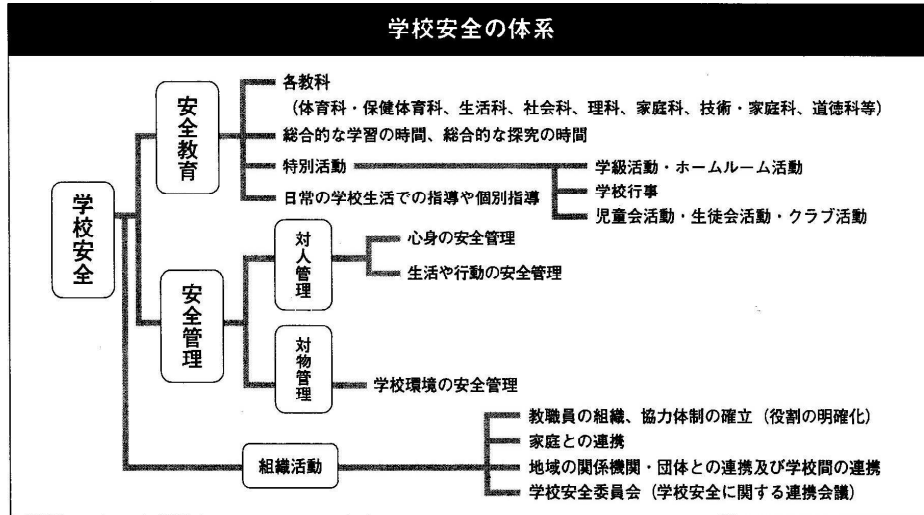 学校安全の体系
学校安全
安全教育
各教科
（体育科・保健体育科、生活科、社会科、理科、家庭科、技術・家庭科、道徳科等）
総合的な学習の時間、総合的な探究の時間
特別活動
学級活動・ホームルーム活動
学校行事
児童会活動・生徒会活動・クラブ活動
日常の学校生活での指導や個別指導
安全管理
対人管理
心身の安全管理
生活や行動の安全管理
対物管理
学校環境の安全管理
組織活動
教職員の組織、協力体制の確立（役割の明確化）
家庭との連携
地域の関係機関・団体との連携及び学校間の連携
学校安全委員会（学校安全に関する連携会議）